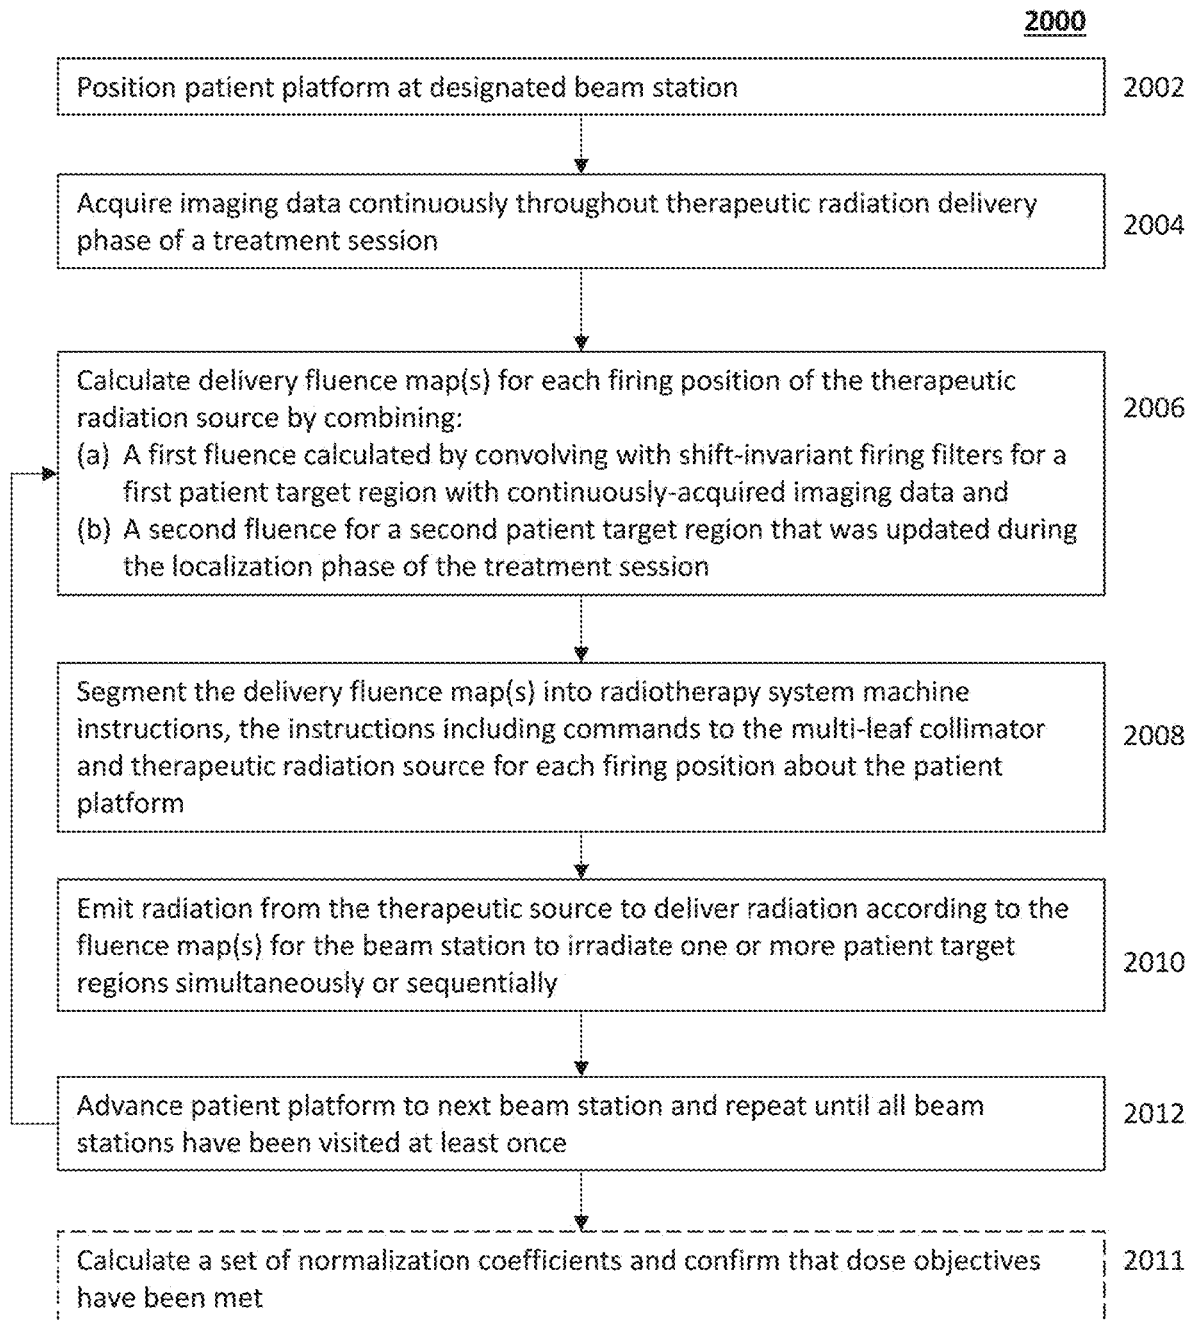 2000
Position patient platform at designated beam station
2002
Acquire imaging data continuously throughout therapeutic radiation delivery
phase of a treatment session
2004
Calculate delivery fluence map(s) for each firing position of the therapeutic
radiation source by combining:
(a) A first fluence calculated by convolving with shift-invariant firing filters for a
first patient target region with continuously-acquired imaging data and
(b) A second fluence for a second patient target region that was updated during
the localization phase of the treatment session
2006
Segment the delivery fluence map(s) into radiotherapy system machine
instructions, the instructions including commands to the multi-leaf collimator
and therapeutic radiation source for each firing position about the patient
platform
2008
Emit radiation from the therapeutic source to deliver radiation according to the
fluence map(s) for the beam station to irradiate one or more patient target
regions simultaneously or sequentially
2010
Advance patient platform to next beam station and repeat until all beam
stations have been visited at least once
2012
Calculate a set of normalization coefficients and confirm that dose objectives
have been met
2011